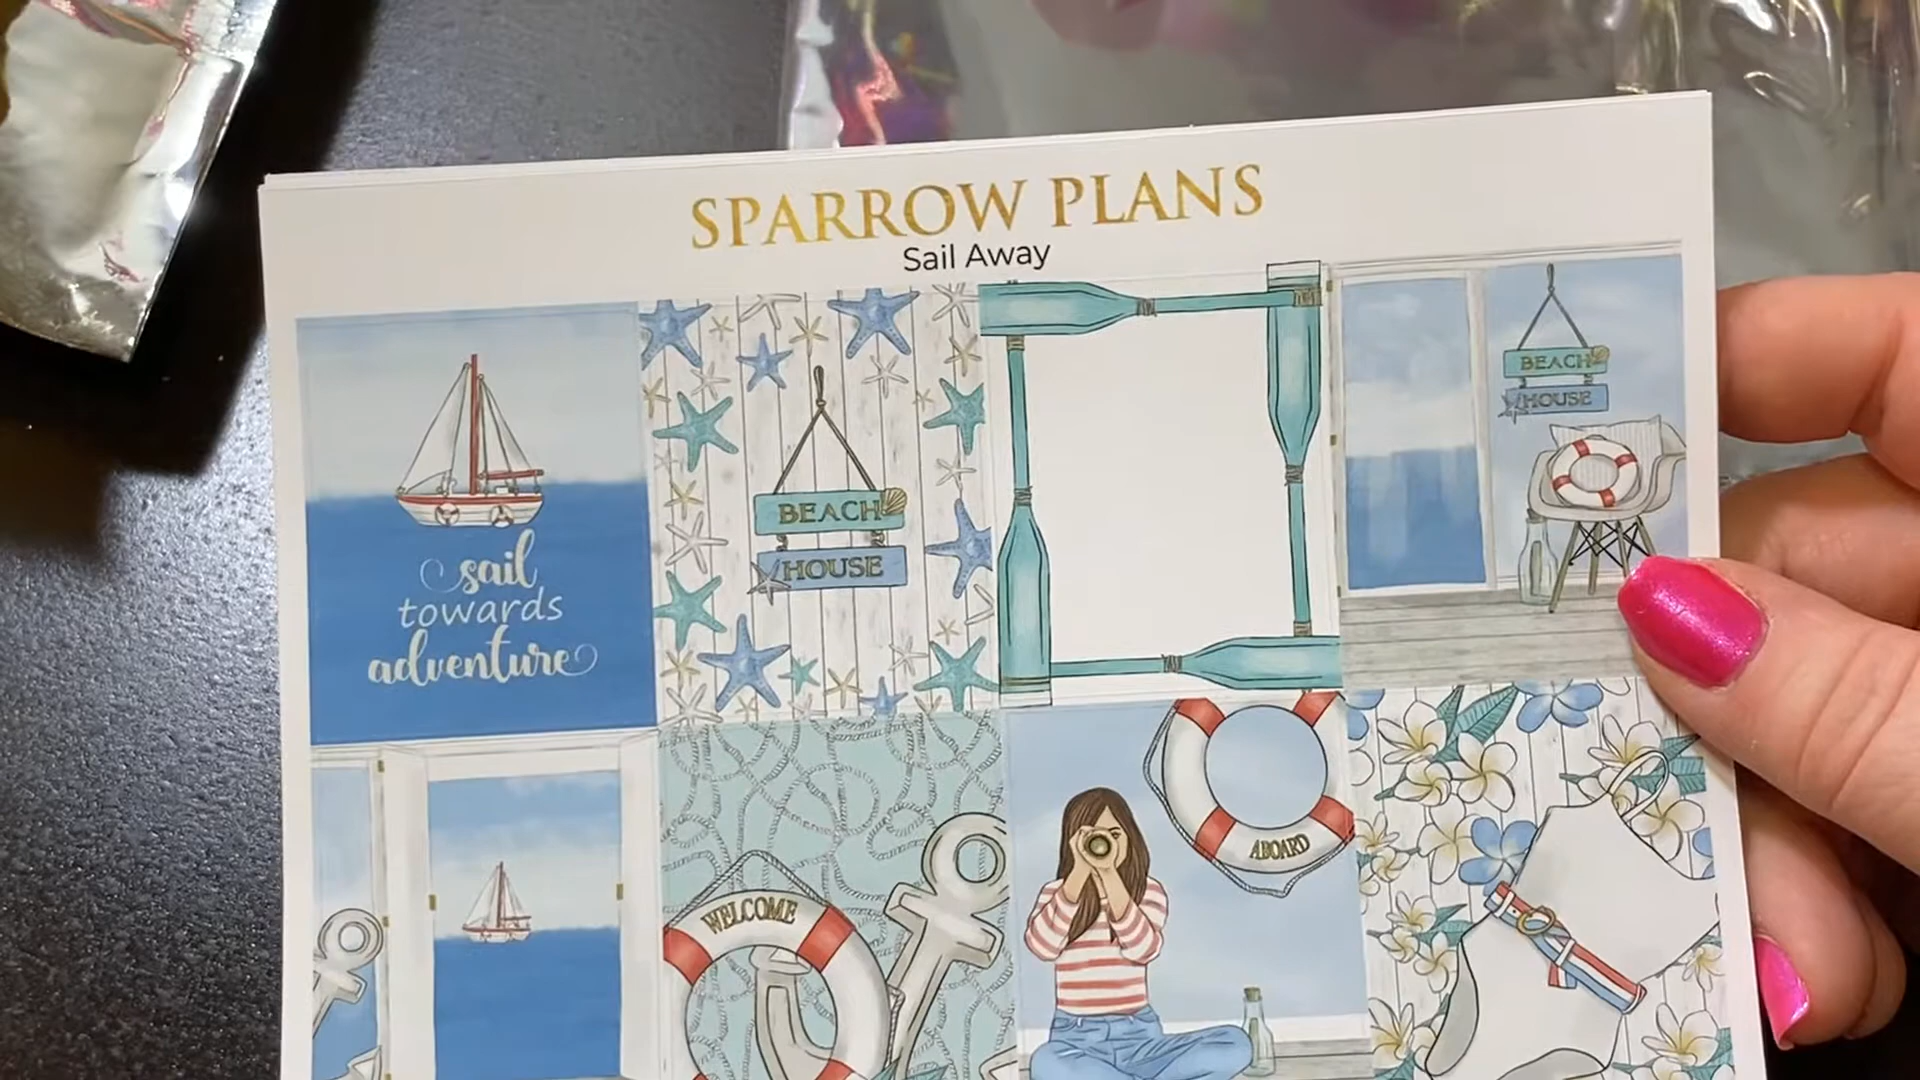 SPARROW PLANS
Sail Away
sail
towards
adventure
BEACH
HOUSE
BEACH
HOUSE
WELCOME
ABOARD